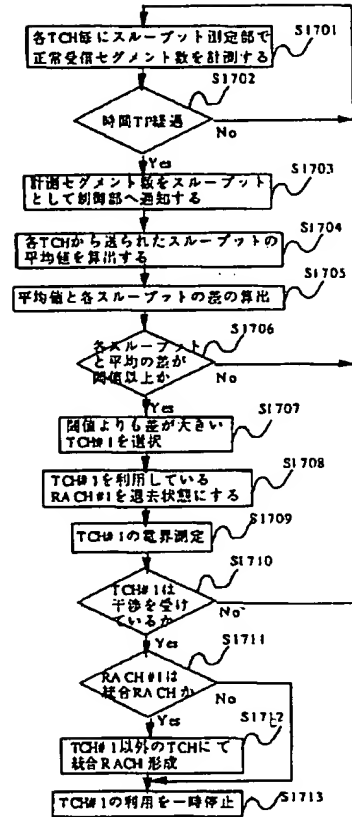 S1701
各TCH毎にスループット測定部で
正常受信セグメント数を計測する
S1702
時間TP経過
No
Yes
S1703
計測セグメント数をスループット
として制御部へ通知する
S1704
各TCHから送られたスループットの
平均値を算出する
S1705
平均値と各スループットの差の算出
S1706
各スループット
と平均の差が
閾値以上か
No
Yes
S1707
閾値よりも差が大きい
TCH#1を選択
S1708
TCH#1を利用している
RACH#1を退去状態にする
S1709
TCH#1の電界測定
S1710
TCH#1は
干渉を受け
ているか
No
Yes
S1711
RACH#1は
統合RACHか
No
Yes
S1712
TCH#1以外のTCHにて
統合RACH形成
TCH#1の利用を一時停止
S1713